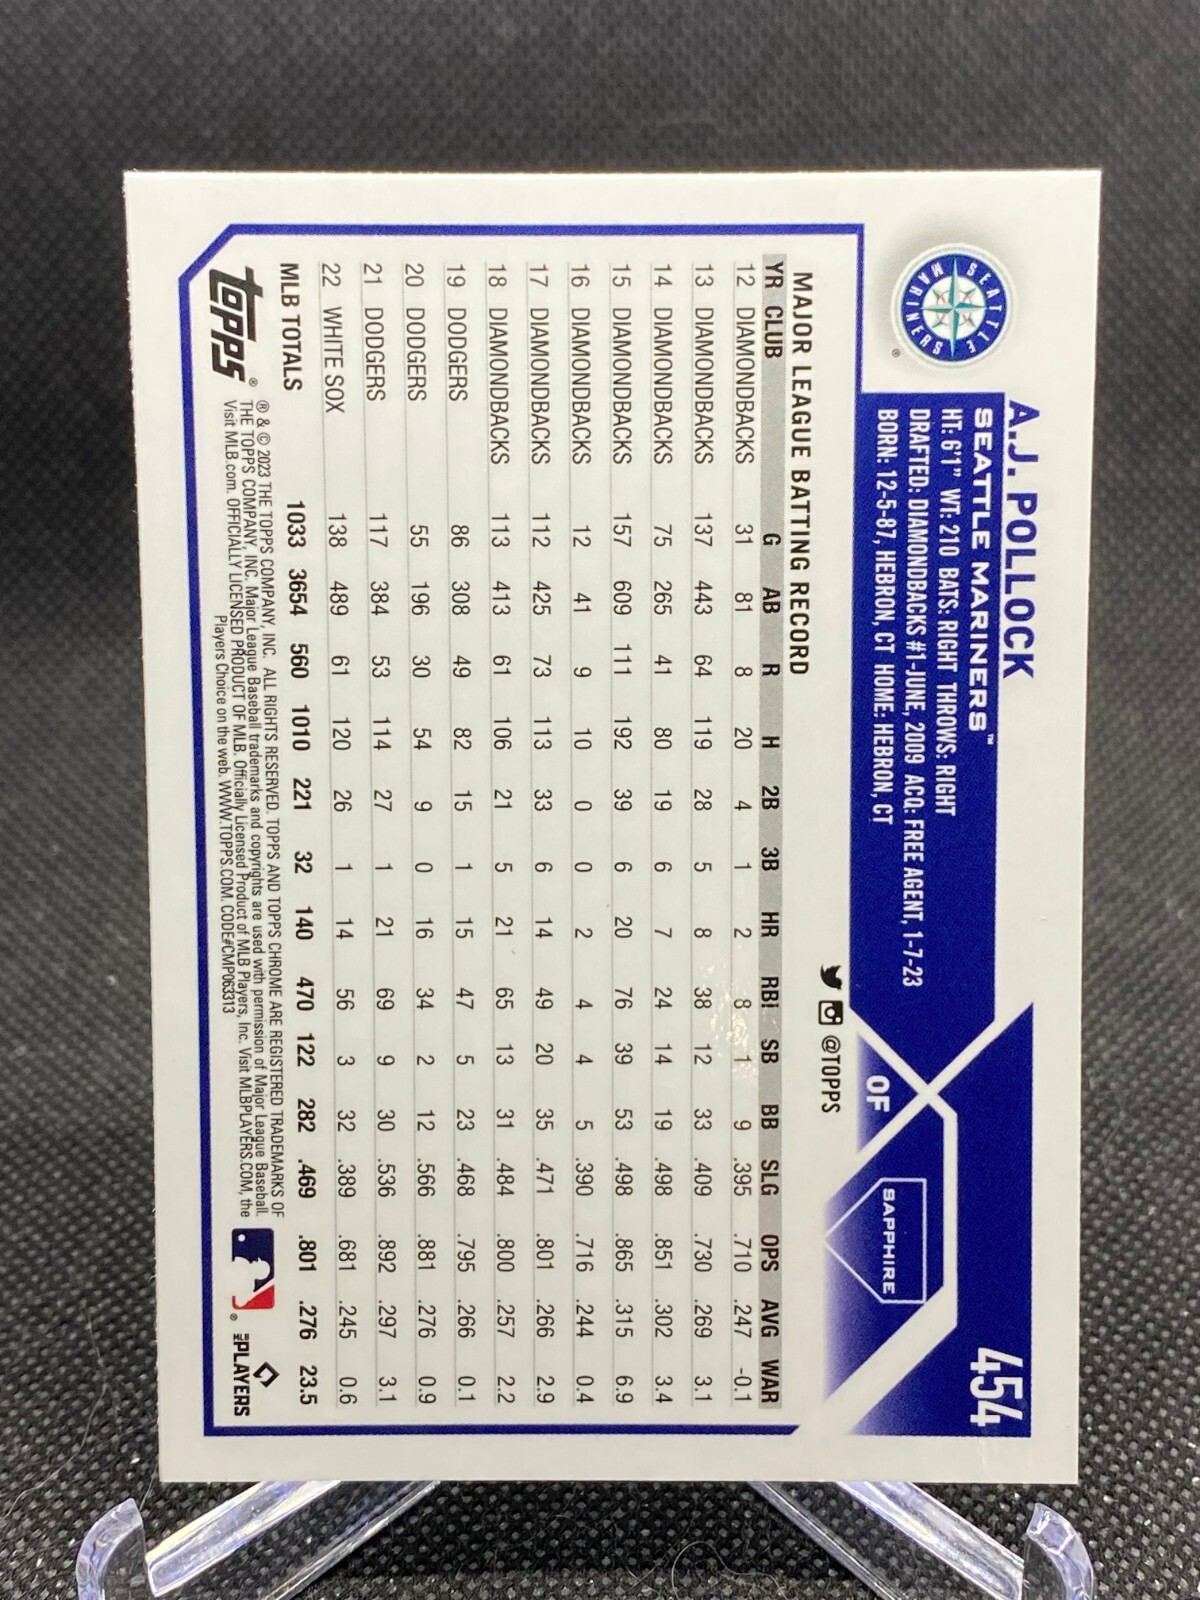 454
A.J. POLLOCK
SEATTLE MARINERS™
HT: 6'1" WT: 210 BATS: RIGHT THROWS: RIGHT
DRAFTED: DIAMONDBACKS #1-JUNE, 2009 ACQ: FREE AGENT, 1-7-23
BORN: 12-5-87, HEBRON, CT HOME: HEBRON, CT
SEATTLE MARINERS ®
SAPPHIRE
OF
@TOPPS
MAJOR LEAGUE BATTING RECORD
YR CLUB G AB R H 2B 3B HR RBI SB BB SLG OPS AVG WAR
12 DIAMONDBACKS 31 81 8 20 4 1 2 8 1 9 .395 .710 .247 -0.1
13 DIAMONDBACKS 137 443 64 119 28 5 8 38 12 33 .409 .730 .269 3.1
14 DIAMONDBACKS 75 265 41 80 19 6 7 24 14 19 .498 .851 .302 3.4
15 DIAMONDBACKS 157 609 111 192 39 6 20 76 39 53 .498 .865 .315 6.9
16 DIAMONDBACKS 12 41 9 10 0 0 2 4 4 5 .390 .716 .244 0.4
17 DIAMONDBACKS 112 425 73 113 33 6 14 49 20 35 .471 .801 .266 2.9
18 DIAMONDBACKS 113 413 61 106 21 5 21 65 13 31 .484 .800 .257 2.2
19 DODGERS 86 308 49 82 15 1 15 47 5 23 .468 .795 .266 0.1
20 DODGERS 55 196 30 54 9 0 16 34 2 12 .566 .881 .276 0.9
21 DODGERS 117 384 53 114 27 1 21 69 9 30 .536 .892 .297 3.1
22 WHITE SOX 138 489 61 120 26 1 14 56 3 32 .389 .681 .245 0.6
MLB TOTALS 1033 3654 560 1010 221 32 140 470 122 282 .469 .801 .276 23.5
topps®
® & © 2023 THE TOPPS COMPANY, INC. ALL RIGHTS RESERVED. TOPPS AND TOPPS CHROME ARE REGISTERED TRADEMARKS OF
THE TOPPS COMPANY, INC. Major League Baseball trademarks and copyrights are used with permission of Major League Baseball.
Visit MLB.com. OFFICIALLY LICENSED PRODUCT OF MLB. Officially Licensed Product of MLB Players, Inc. Visit MLBPLAYERS.COM, the
Players Choice on the web. WWW.TOPPS.COM. CODE#CMP063313
®
MLB PLAYERS